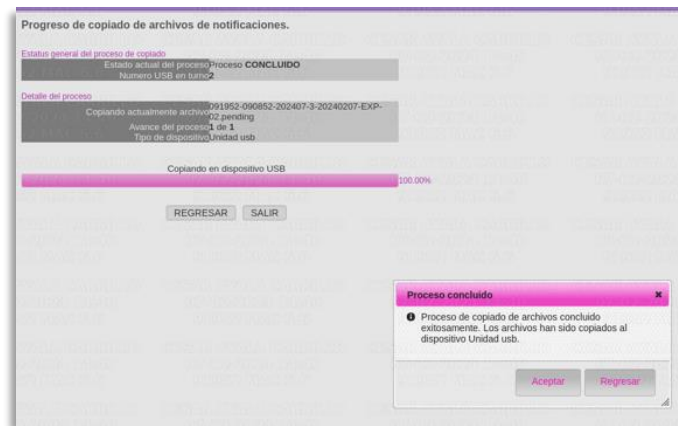 Progreso de copiado de archivos de notificaciones.
Estatus general del proceso de copiado
Estado actual del proceso Proceso CONCLUIDO
Numero USB en turno 2
Detalle del proceso
Copiando actualmente archivo 091952-090852-202407-3-20240207-EXP-
02.pending
Avance del proceso 1 de 1
Tipo de dispositivo Unidad usb
Copiando en dispositivo USB
100.00%
REGRESAR SALIR
Proceso concluido
Proceso de copiado de archivos concluido
exitosamente. Los archivos han sido copiados al
dispositivo Unidad usb.
Aceptar Regresar